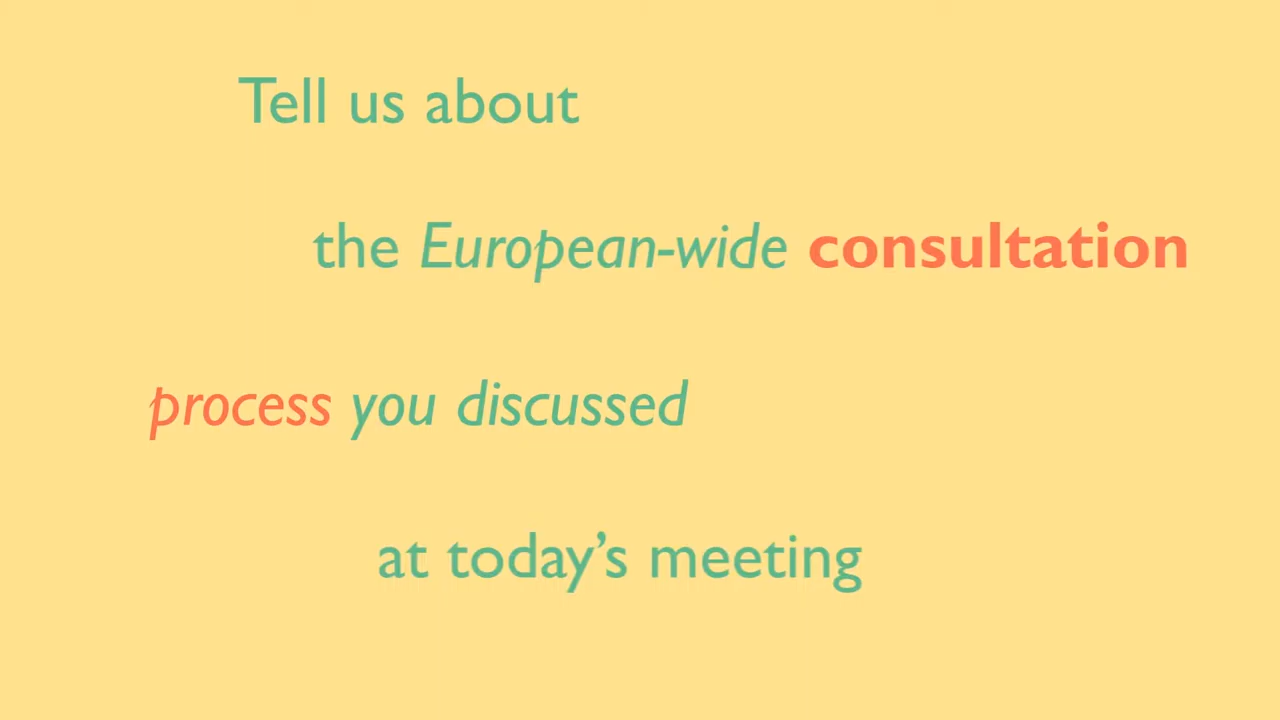 Tell us about
the European-wide consultation
process you discussed
at today’s meeting